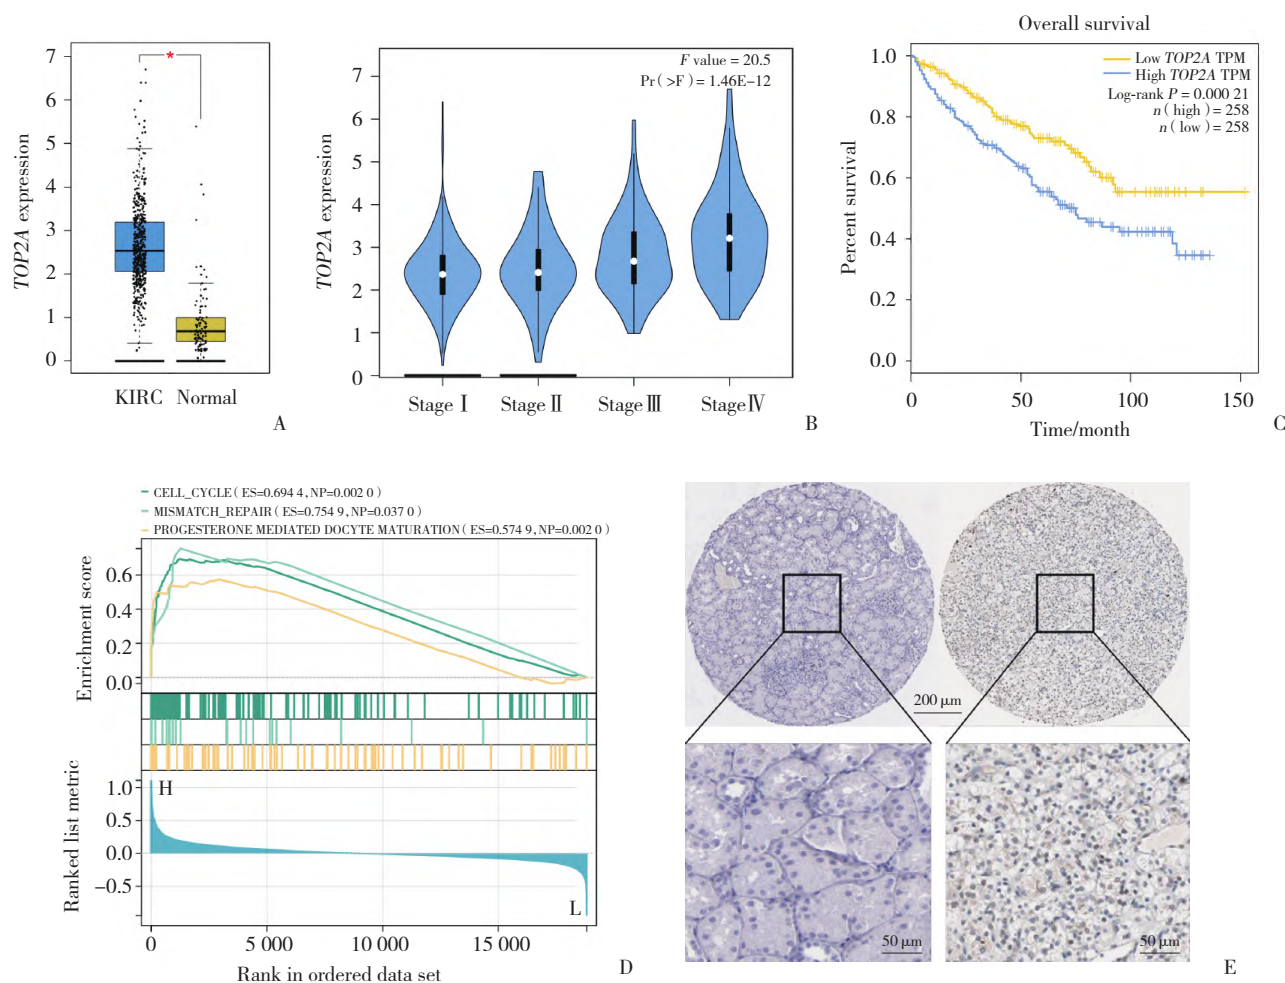 7
6
5
4
3
2
1
0
TOP2A expression
*
KIRC Normal
A
7
6
5
4
3
2
1
0
TOP2A expression
F value = 20.5
Pr(>F)=1.46E-12
Stage Ⅰ Stage Ⅱ Stage Ⅲ Stage Ⅳ
B
Overall survival
1.0
0.8
0.6
0.4
0.2
0.0
Percent survival
Low TOP2A TPM
High TOP2A TPM
Log-rank P = 0.000 21
n(high)=258
n(low)=258
0 50 100 150
Time/month
C
CELL_CYCLE(ES=0.694 4,NP=0.002 0)
MISMATCH_REPAIR(ES=0.754 9,NP=0.037 0)
PROGESTERONE MEDIATED DOCYTE MATURATION(ES=0.574 9,NP=0.002 0)
0.6
0.4
0.2
0.0
Enrichment score
1.0
0.5
0.0
-0.5
Ranked list metric
H
L
0 5 000 10 000 15 000
Rank in ordered data set
D
200 μm
50 μm
50 μm
E